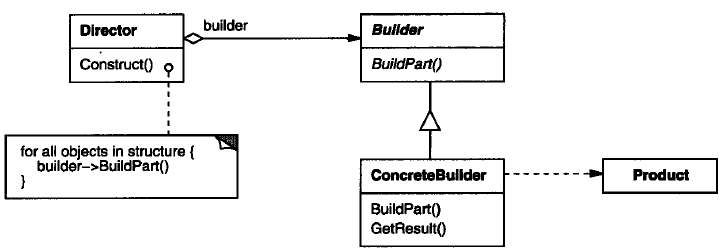 Director
Construct()
builder
Builder
BuildPart()
for all objects in structure {
builder->BuildPart()
}
ConcreteBuilder
BuildPart()
GetResult()
Product